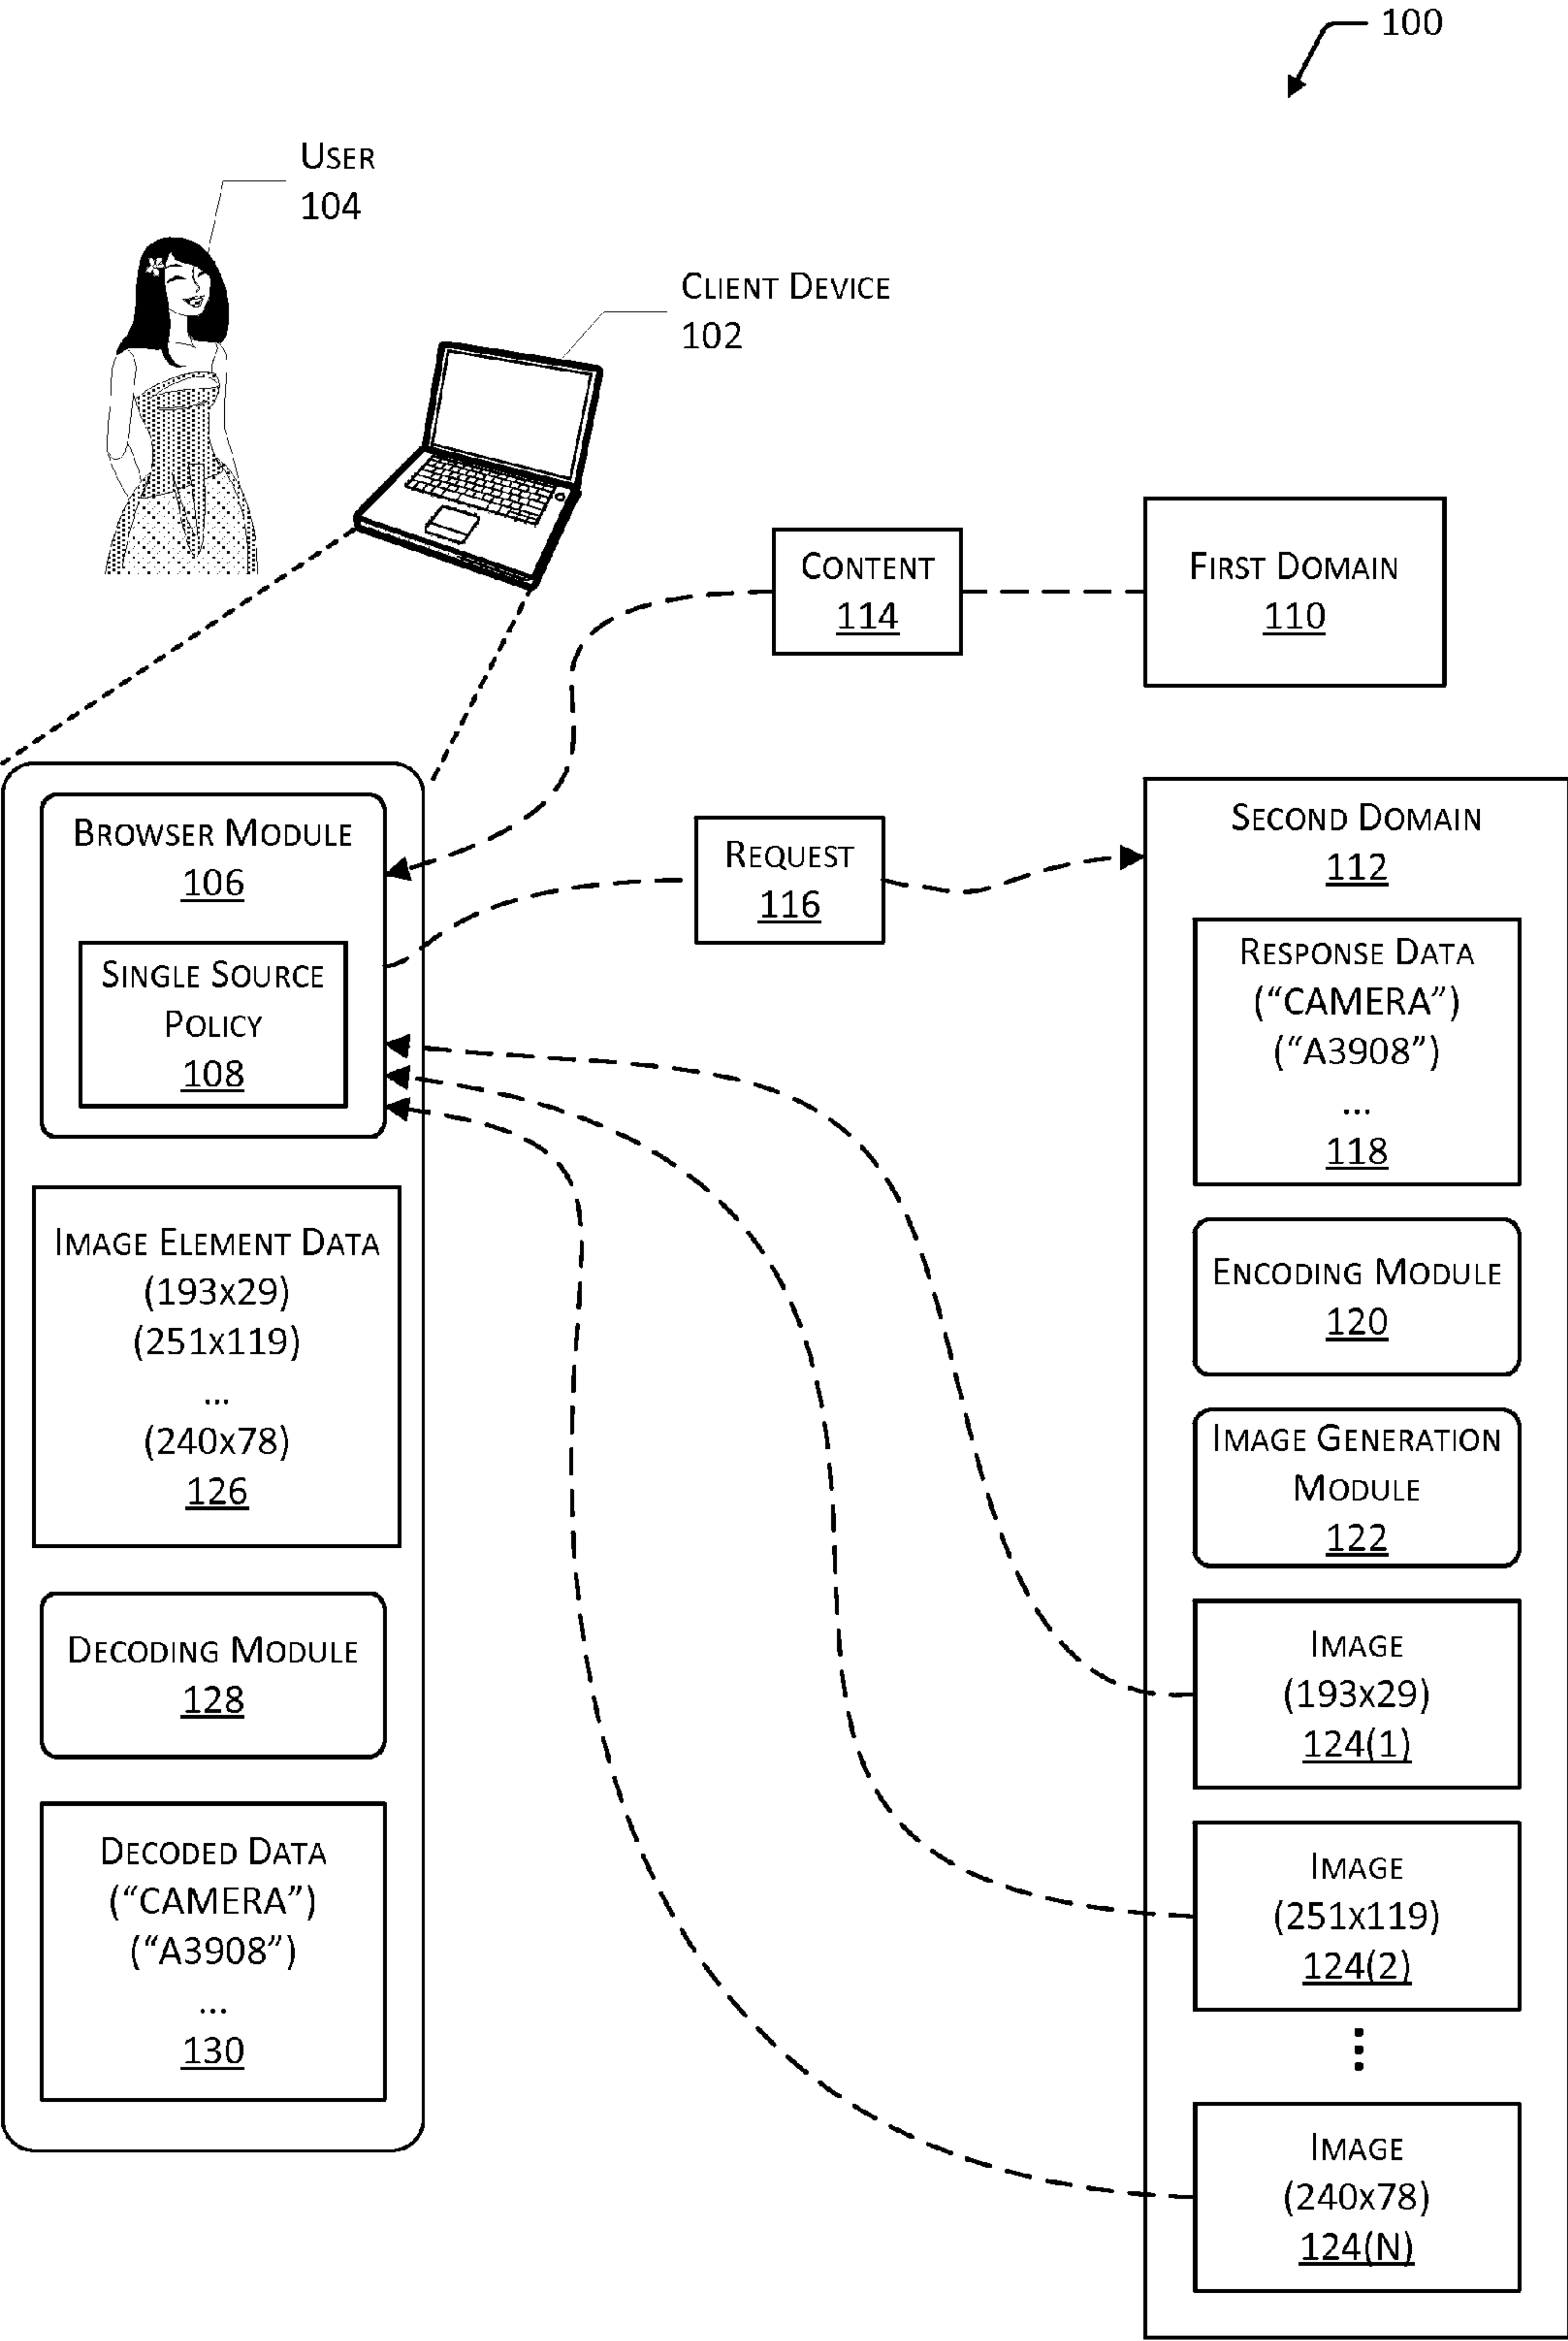 100
USER
104
CLIENT DEVICE
102
CONTENT
114
FIRST DOMAIN
110
BROWSER MODULE
106
SINGLE SOURCE
POLICY
108
REQUEST
116
SECOND DOMAIN
112
RESPONSE DATA
(“CAMERA”)
(“A3908”)
...
118
IMAGE ELEMENT DATA
(193x29)
(251x119)
...
(240x78)
126
ENCODING MODULE
120
IMAGE GENERATION
MODULE
122
DECODING MODULE
128
IMAGE
(193x29)
124(1)
DECODED DATA
(“CAMERA”)
(“A3908”)
...
130
IMAGE
(251x119)
124(2)
⋮
IMAGE
(240x78)
124(N)